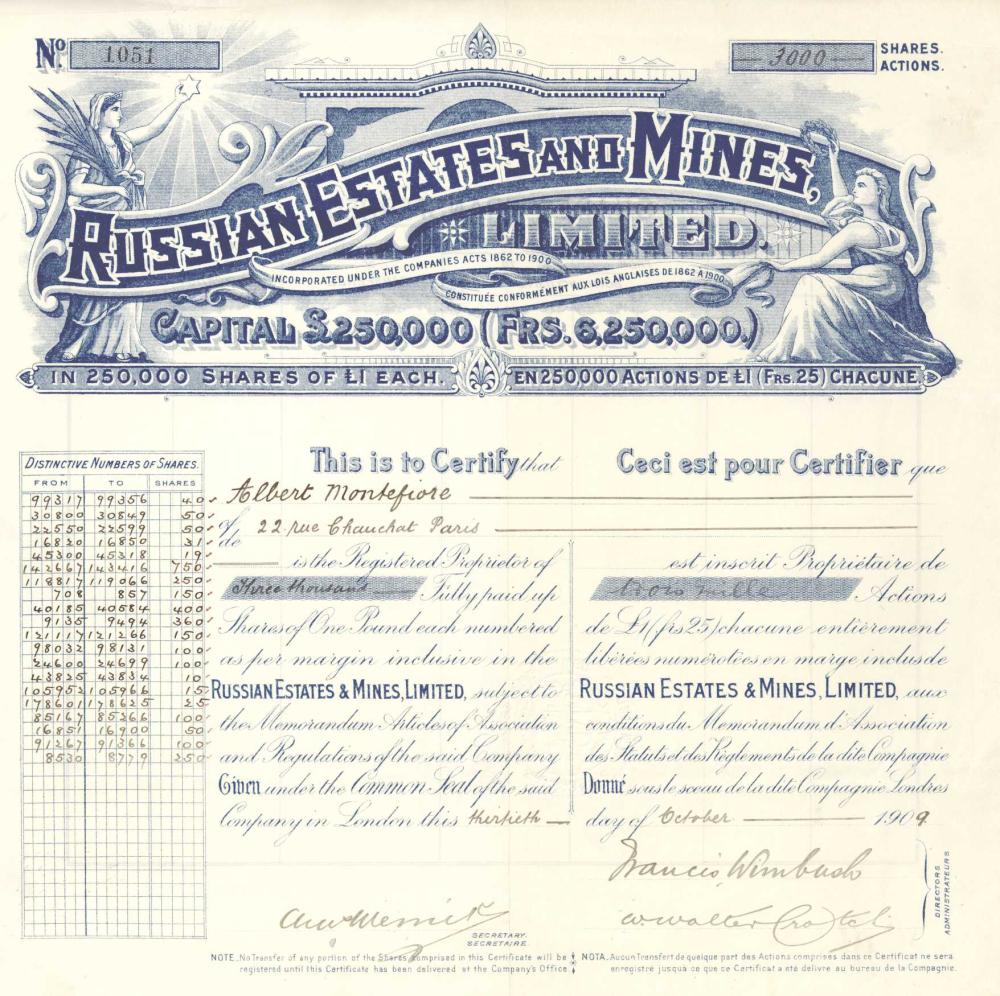 No. 1051
3000 SHARES. ACTIONS.
RUSSIAN ESTATES AND MINES,
LIMITED.
INCORPORATED UNDER THE COMPANIES ACTS 1862 TO 1900
CONSTITUÉE CONFORMÉMENT AUX LOIS ANGLAISES DE 1862 À 1900
CAPITAL £250,000 (FRS. 6,250,000.)
IN 250,000 SHARES OF £1 EACH. EN 250,000 ACTIONS DE £1 (FRS. 25) CHACUNE
DISTINCTIVE NUMBERS OF SHARES.
FROM TO SHARES
99317 99356 40
30800 30849 50
22550 22599 50
16820 16850 31
45300 45318 19
142667 143416 750
118817 119066 250
708 857 150
40185 40584 400
9135 9494 360
121117 121266 150
98032 98131 100
24600 24699 100
43825 43834 10
105952 105966 15
178601 178625 25
85167 85266 100
16851 16900 50
91267 91366 100
8530 8779 250
This is to Certify that
Albert Montefiore
of 22 rue Chauchat Paris
de
is the Registered Proprietor of
Three thousand Fully paid up
Shares of One Pound each numbered
as per margin inclusive in the
RUSSIAN ESTATES & MINES, LIMITED, subject to
the Memorandum Articles of Association
and Regulations of the said Company
Given under the Common Seal of the said
Company in London this thirtieth
Ceci est pour Certifier que
est inscrit Propriétaire de
trois mille Actions
de £1 (frs 25) chacune entièrement
libérées numérotées en marge inclus de
RUSSIAN ESTATES & MINES, LIMITED, aux
conditions du Memorandum d'Association
des Statuts et des Règlements de la dite Compagnie
Donné sous le sceau de la dite Compagnie Londres
day of October 1909
Francis Wimbush
DIRECTORS
ADMINISTRATEURS
SECRETARY.
SECRETAIRE.
NOTE. No Transfer of any portion of the Shares comprised in this Certificate will be
registered until this Certificate has been delivered at the Company's Office.
NOTA. Aucun Transfert de quelque part des Actions comprises dans ce Certificat ne sera
enregistre jusqua ce que ce Certificat a eté delivre au bureau de la Compagnie.